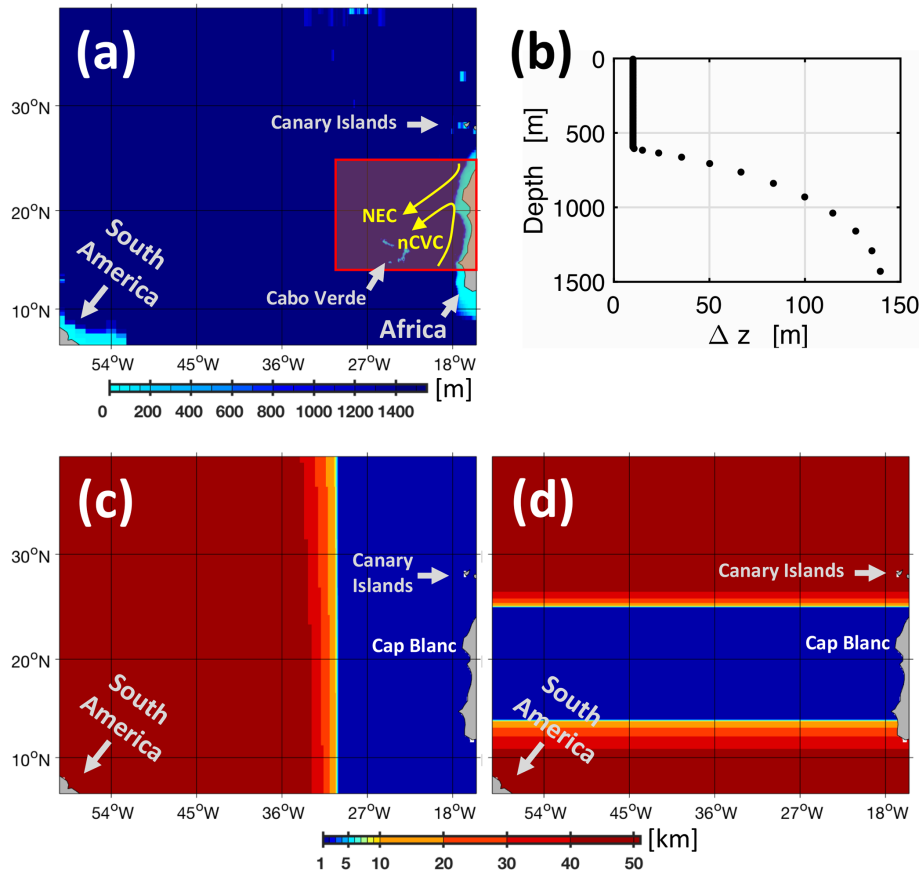 (a)
30°N
20°N
10°N
Canary Islands
NEC
nCVC
Cabo Verde
South
America
Africa
54°W 45°W 36°W 27°W 18°W
0 200 400 600 800 1000 1200 1400
[m]
(b)
Depth [m]
0
500
1000
1500
0 50 100 150
Δ z [m]
(c)
30°N
20°N
10°N
Canary
Islands
Cap Blanc
South
America
54°W 45°W 36°W 27°W 18°W
(d)
Canary Islands
Cap Blanc
South
America
54°W 45°W 36°W 27°W 18°W
1 5 10 20 30 40 50
[km]